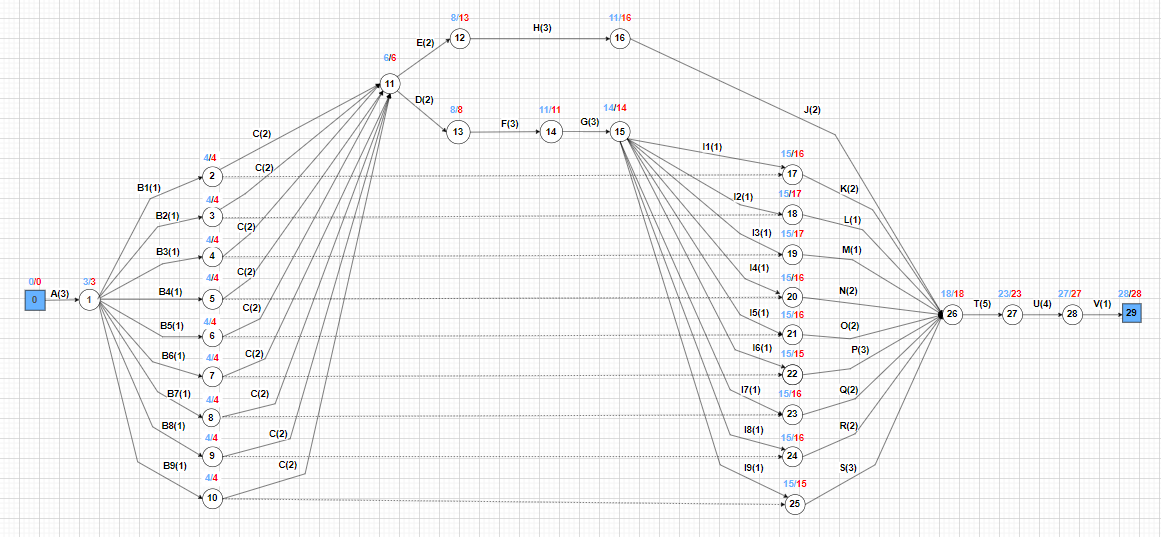 8/13
11/16
H(3)
12
16
E(2)
6/6
11
J(2)
D(2)
8/8
11/11
14/14
F(3)
G(3)
13
14
15
C(2)
I1(1)
4/4
15/16
2
17
C(2)
B1(1)
K(2)
4/4
15/17
I2(1)
3
18
B2(1)
L(1)
C(2)
I3(1)
4/4
15/17
B3(1)
M(1)
4
19
C(2)
I4(1)
4/4
15/16
B4(1)
N(2)
5
20
0/0
3/3
A(3)
0
1
C(2)
I5(1)
18/18
23/23
27/27
28/28
T(5)
U(4)
V(1)
26
27
28
29
4/4
15/16
B5(1)
O(2)
6
21
I6(1)
C(2)
B6(1)
P(3)
4/4
15/15
7
22
B7(1)
C(2)
I7(1)
Q(2)
4/4
15/16
8
23
B8(1)
C(2)
I8(1)
R(2)
4/4
15/16
9
24
B9(1)
C(2)
I9(1)
S(3)
4/4
15/15
10
25